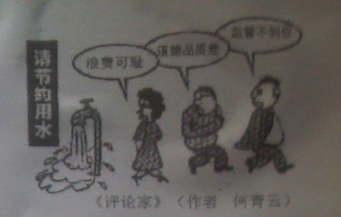 请节约用水
浪费可耻
道德品质差
监督不到位
《评论家》（作者 何青云）